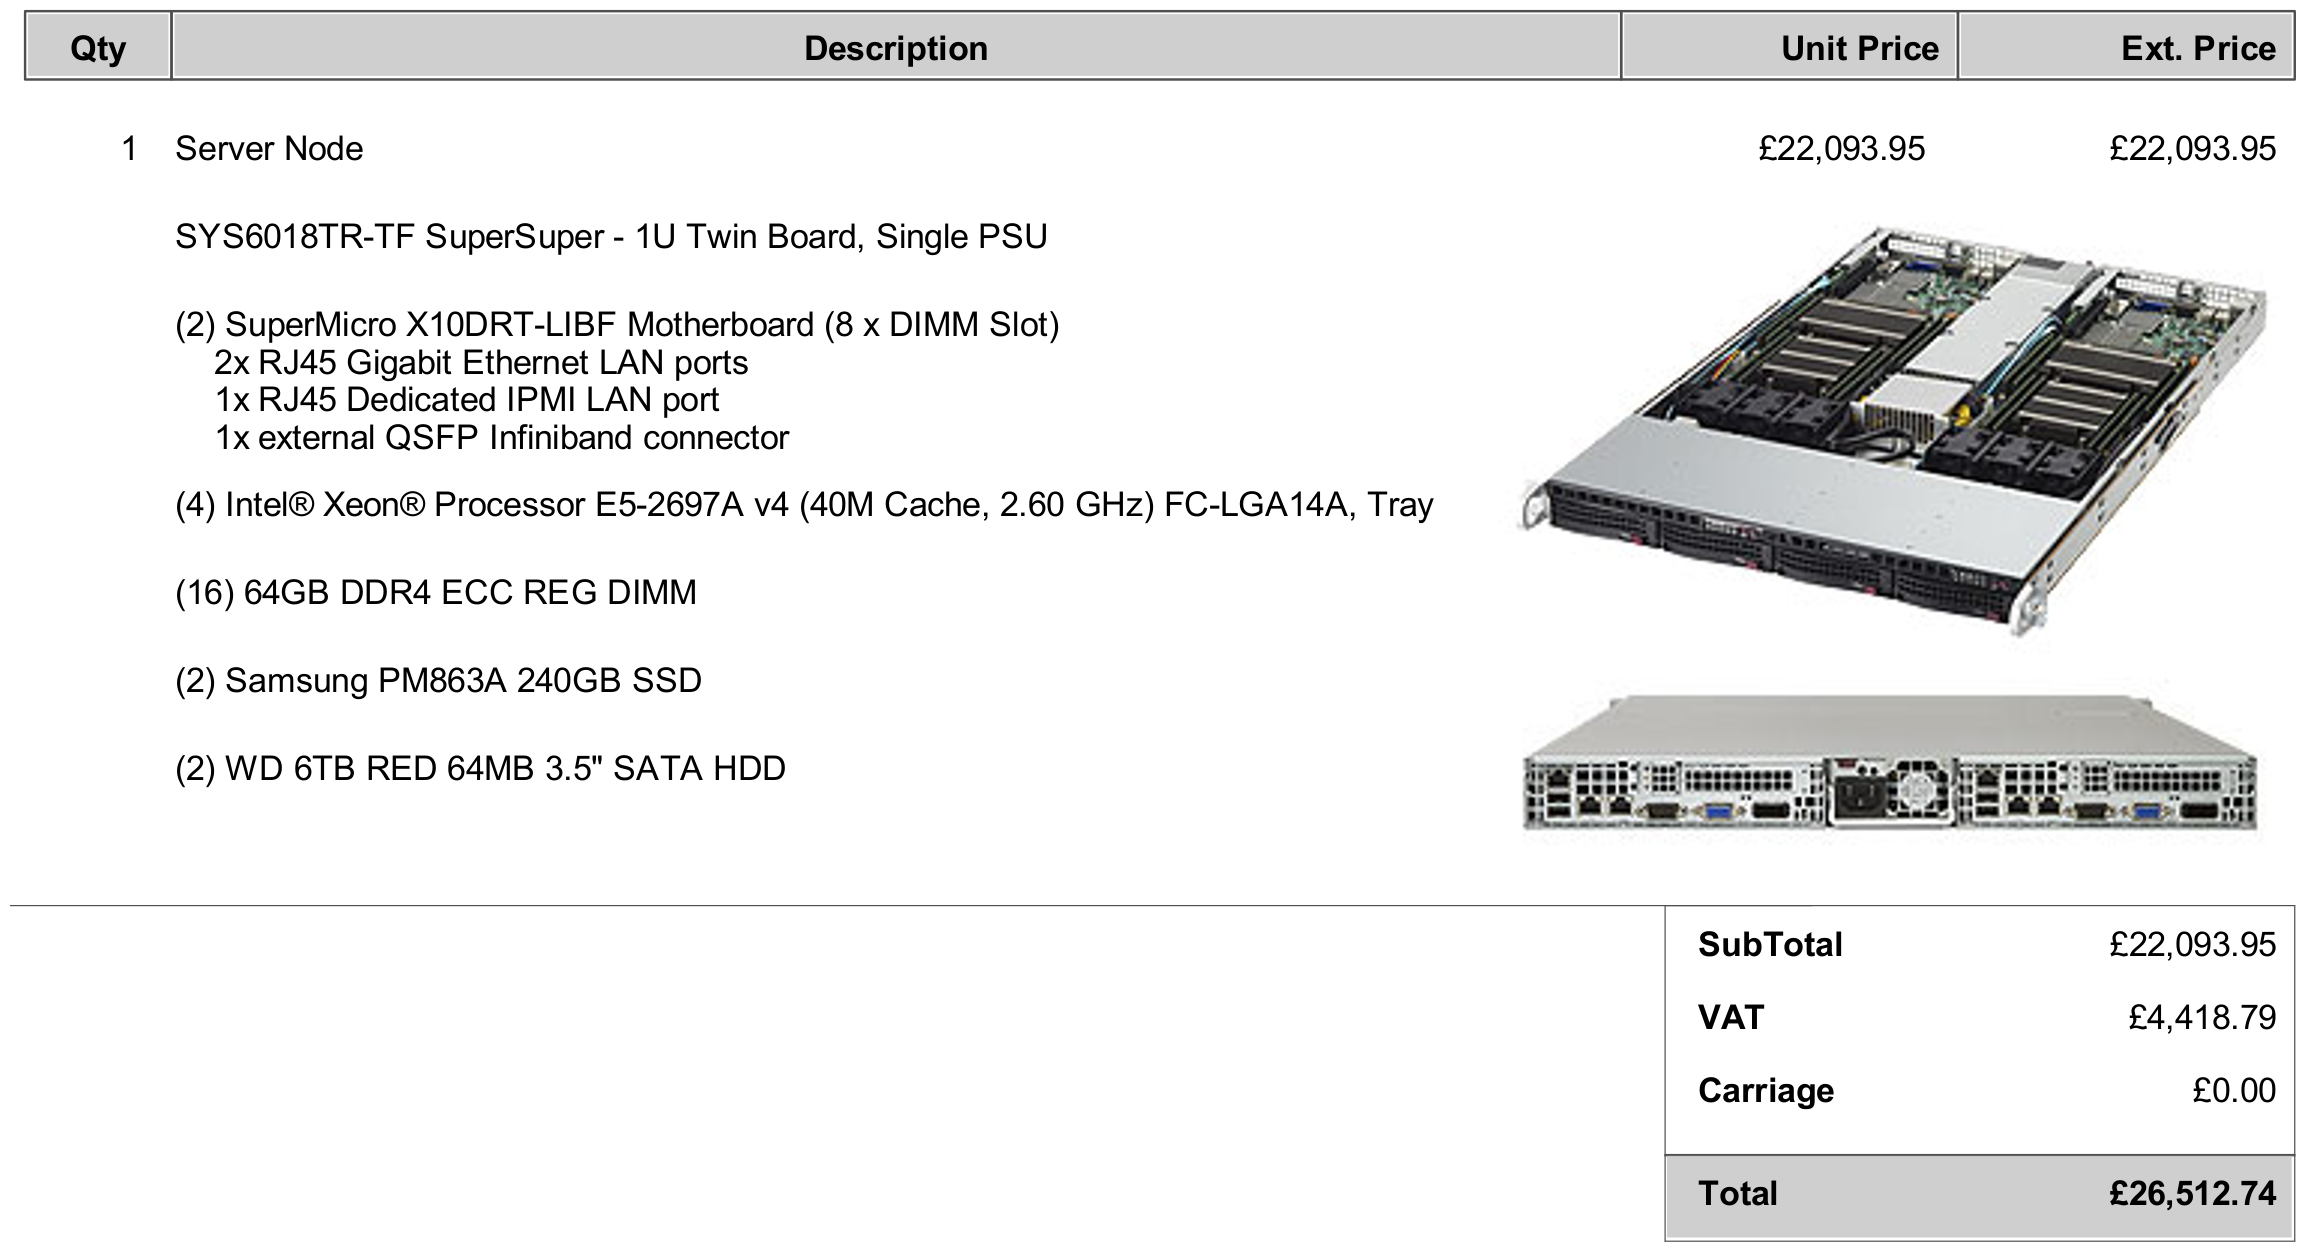 Qty Description Unit Price Ext. Price
1 Server Node £22,093.95 £22,093.95
SYS6018TR-TF SuperSuper - 1U Twin Board, Single PSU
(2) SuperMicro X10DRT-LIBF Motherboard (8 x DIMM Slot)
2x RJ45 Gigabit Ethernet LAN ports
1x RJ45 Dedicated IPMI LAN port
1x external QSFP Infiniband connector
(4) Intel® Xeon® Processor E5-2697A v4 (40M Cache, 2.60 GHz) FC-LGA14A, Tray
(16) 64GB DDR4 ECC REG DIMM
(2) Samsung PM863A 240GB SSD
(2) WD 6TB RED 64MB 3.5" SATA HDD
SubTotal £22,093.95
VAT £4,418.79
Carriage £0.00
Total £26,512.74